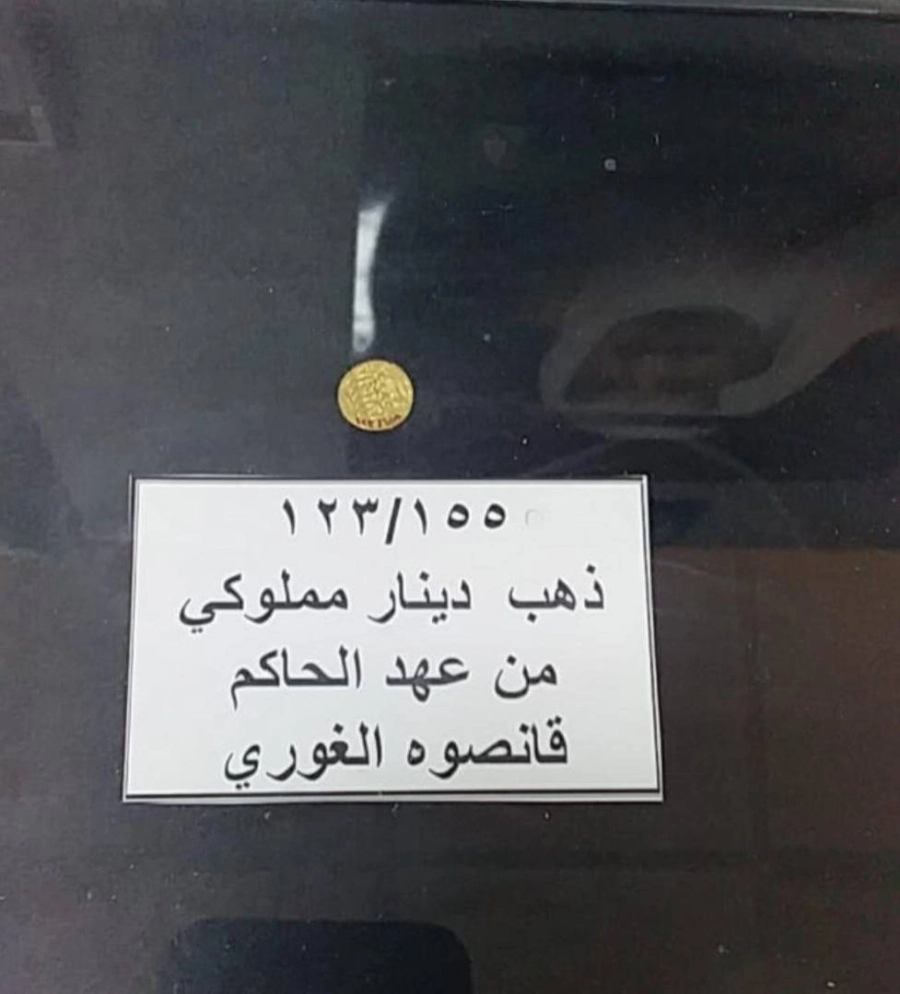 ١٢٣/١٥٥
ذهب دينار مملوكي
من عهد الحاكم
قانصوه الغوري